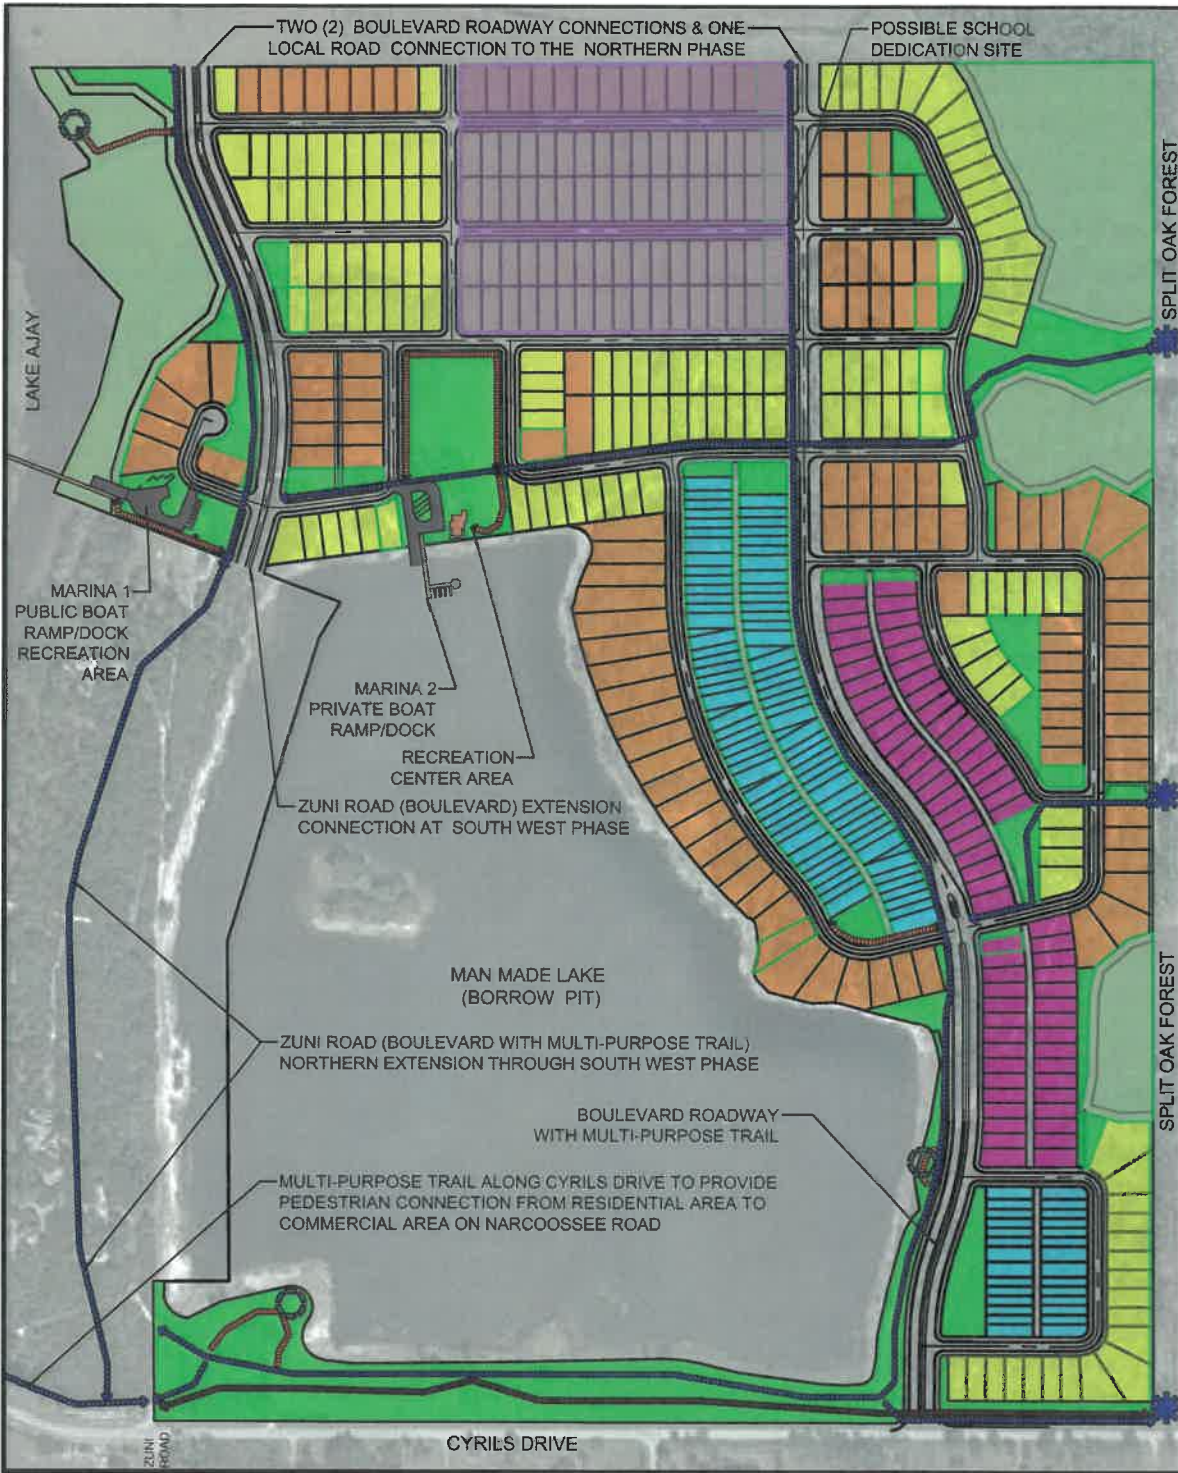 TWO (2) BOULEVARD ROADWAY CONNECTIONS & ONE
LOCAL ROAD CONNECTION TO THE NORTHERN PHASE
POSSIBLE SCHOOL
DEDICATION SITE
SPLIT OAK FOREST
LAKE AJAY
MARINA 1
PUBLIC BOAT
RAMP/DOCK
RECREATION
AREA
MARINA 2
PRIVATE BOAT
RAMP/DOCK
RECREATION
CENTER AREA
ZUNI ROAD (BOULEVARD) EXTENSION
CONNECTION AT SOUTH WEST PHASE
MAN MADE LAKE
(BORROW PIT)
SPLIT OAK FOREST
ZUNI ROAD (BOULEVARD WITH MULTI-PURPOSE TRAIL)
NORTHERN EXTENSION THROUGH SOUTH WEST PHASE
BOULEVARD ROADWAY
WITH MULTI-PURPOSE TRAIL
MULTI-PURPOSE TRAIL ALONG CYRILS DRIVE TO PROVIDE
PEDESTRIAN CONNECTION FROM RESIDENTIAL AREA TO
COMMERCIAL AREA ON NARCOOSSEE ROAD
ZUNI
ROAD
CYRILS DRIVE